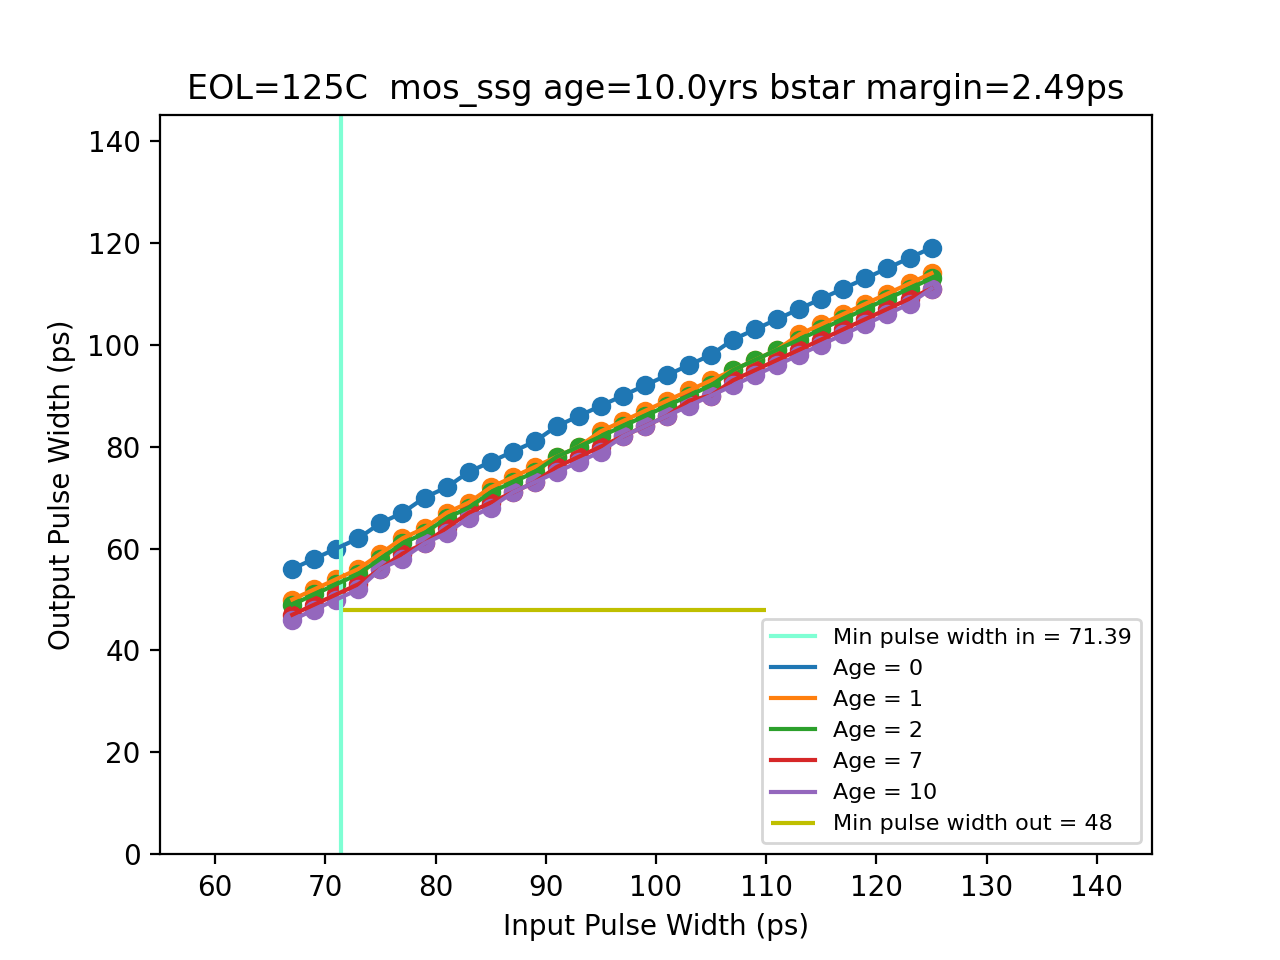 EOL=125C  mos_ssg age=10.0yrs bstar margin=2.49ps
Output Pulse Width (ps)
140
120
100
80
60
40
20
0
60 70 80 90 100 110 120 130 140
Input Pulse Width (ps)
Min pulse width in = 71.39
Age = 0
Age = 1
Age = 2
Age = 7
Age = 10
Min pulse width out = 48